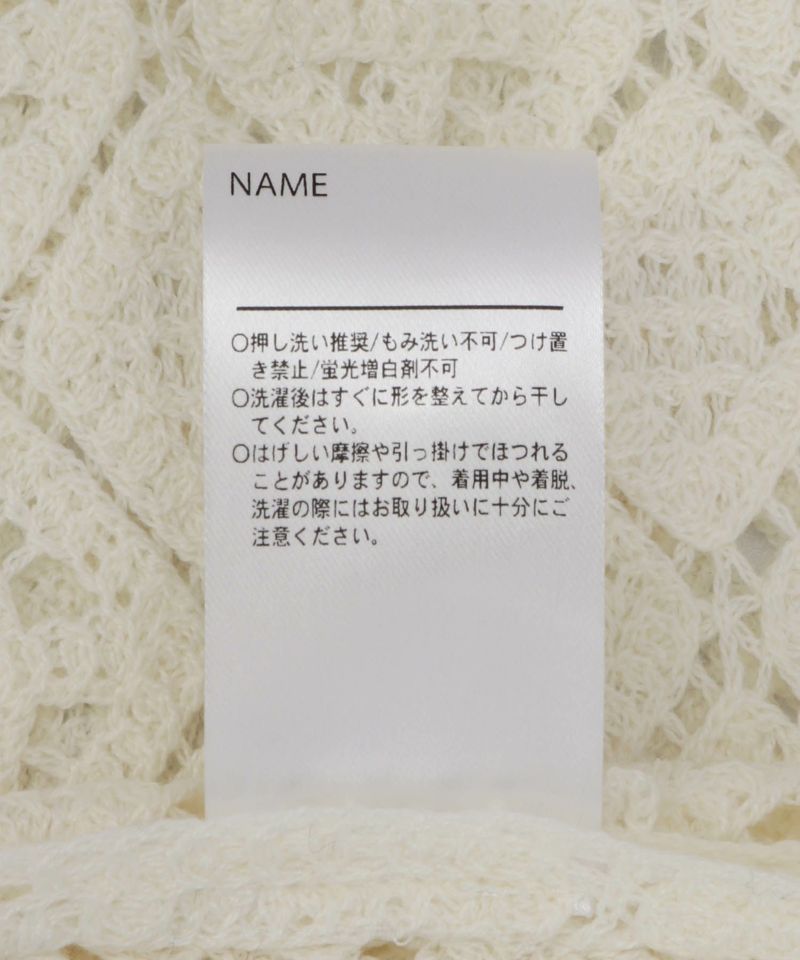 NAME
○押し洗い推奨/もみ洗い不可/つけ置
き禁止/蛍光増白剤不可
○洗濯後はすぐに形を整えてから干し
てください。
○はげしい摩擦や引っ掛けでほつれる
ことがありますので、着用中や着脱、
洗濯の際にはお取り扱いに十分にご
注意ください。